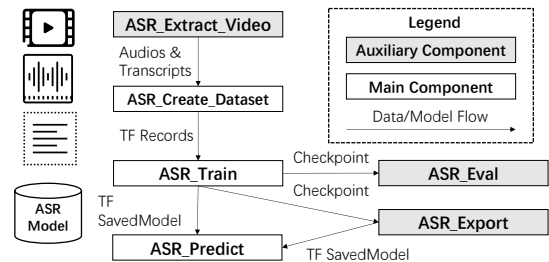 ASR_Extract_Video
Audios &
Transcripts
ASR_Create_Dataset
TF Records
ASR_Train
Checkpoint
Checkpoint
ASR_Eval
TF
SavedModel
ASR_Export
ASR_Predict
TF SavedModel
ASR
Model
Legend
Auxiliary Component
Main Component
Data/Model Flow